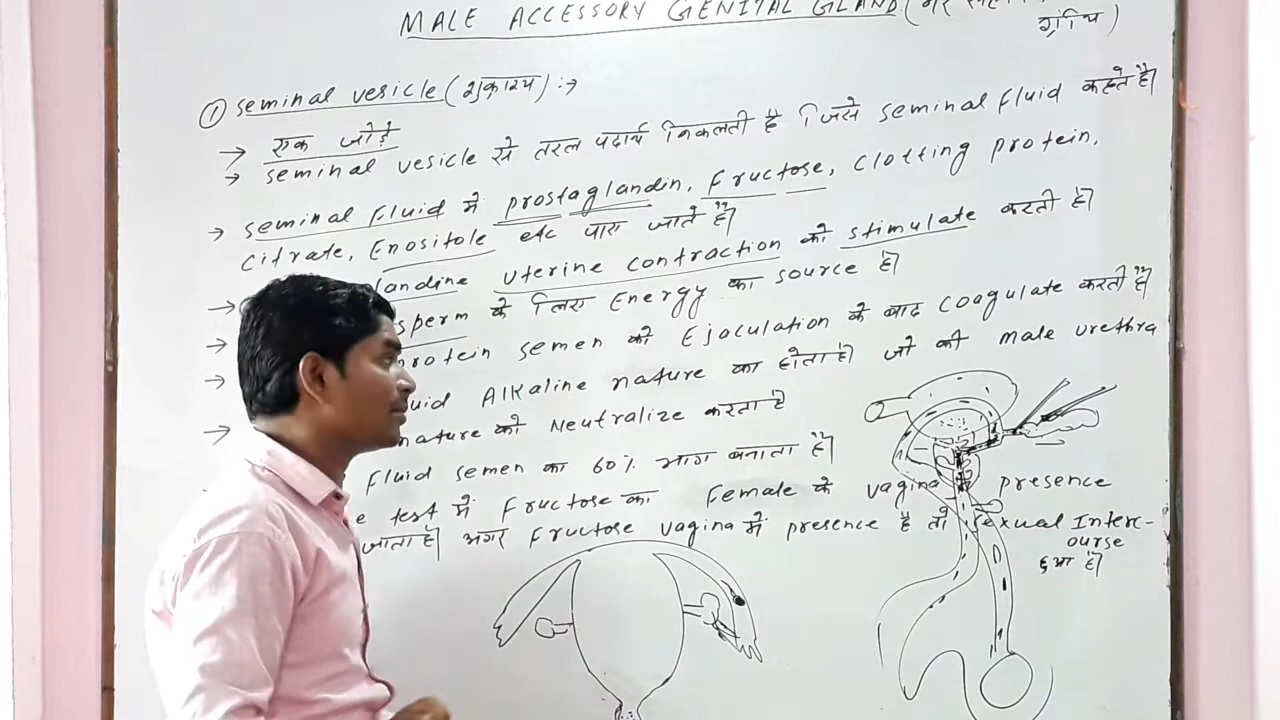 MALE ACCESSORY GENITAL GLAND (नर
ग्रंथि)
① seminal vesicle (शुक्राशय) :→
→ एक जोड़े
→ seminal vesicle से तरल पदार्थ निकलती है जिसे seminal fluid कहते है।
→ seminal fluid में prostaglandin, Fructose, clotting protein,
citrate, Enositole etc पाए जाते है।
→ landine uterine contraction को stimulate करती है।
→ sperm के लिए Energy का source है।
→ protein semen को Ejaculation के बाद coagulate करती है।
→ uid Alkaline nature का होता है। जो की male urethra
nature को Neutralize करता है
Fluid semen का 60% भाग बनाता है।
e test में Fructose का Female के vagina presence
जाता है। अगर Fructose vagina में presence है तो sexual Interc-
ourse
हुआ है।